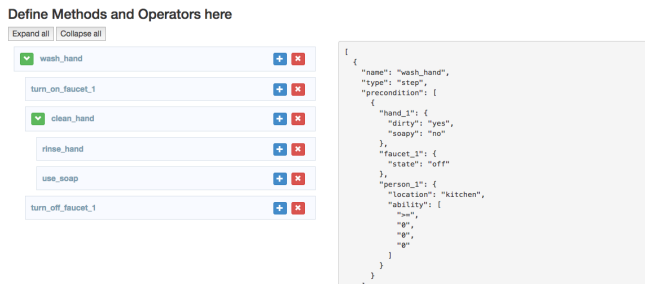 Define Methods and Operators here
Expand all Collapse all
wash_hand
turn_on_faucet_1
clean_hand
rinse_hand
use_soap
turn_off_faucet_1
[
{
"name": "wash_hand",
"type": "step",
"precondition": [
{
"hand_1": {
"dirty": "yes",
"soapy": "no"
},
"faucet_1": {
"state": "off"
},
"person_1": {
"location": "kitchen",
"ability": [
">=",
"0",
"0",
"0"
]
}
}